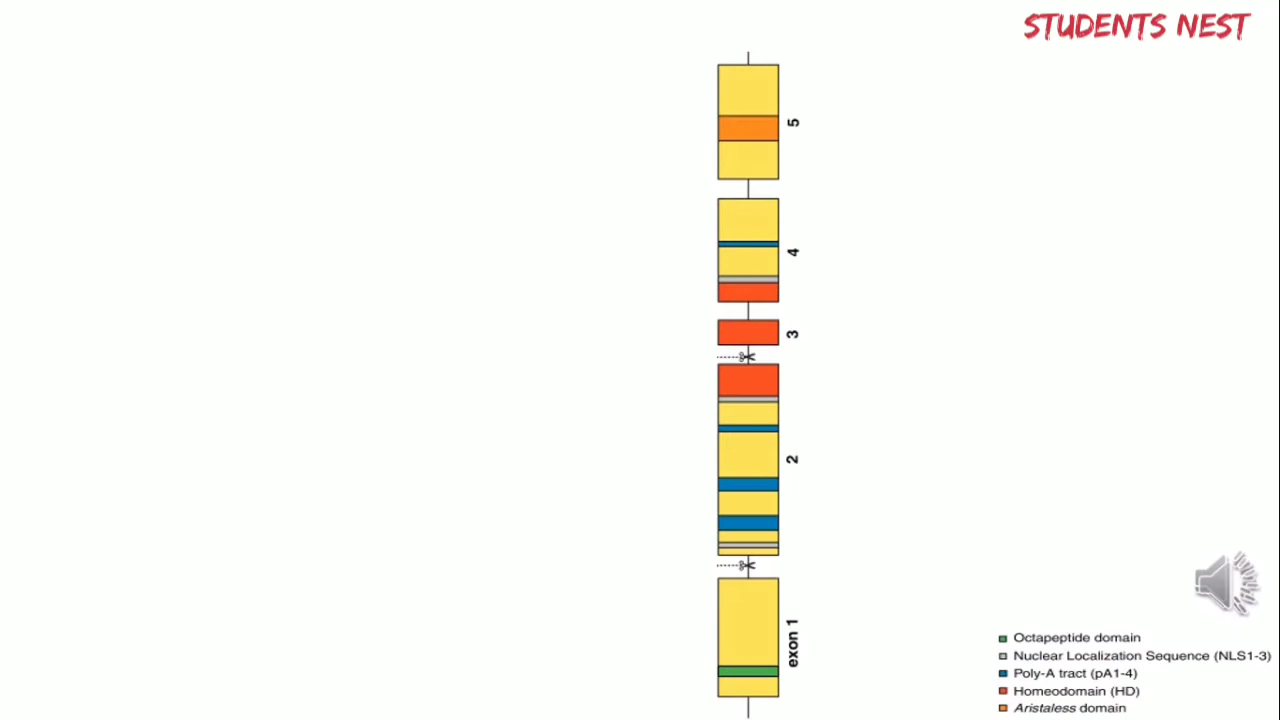 STUDENTS NEST
5
4
3
2
exon 1
Octapeptide domain
Nuclear Localization Sequence (NLS1-3)
Poly-A tract (pA1-4)
Homeodomain (HD)
Aristaless domain